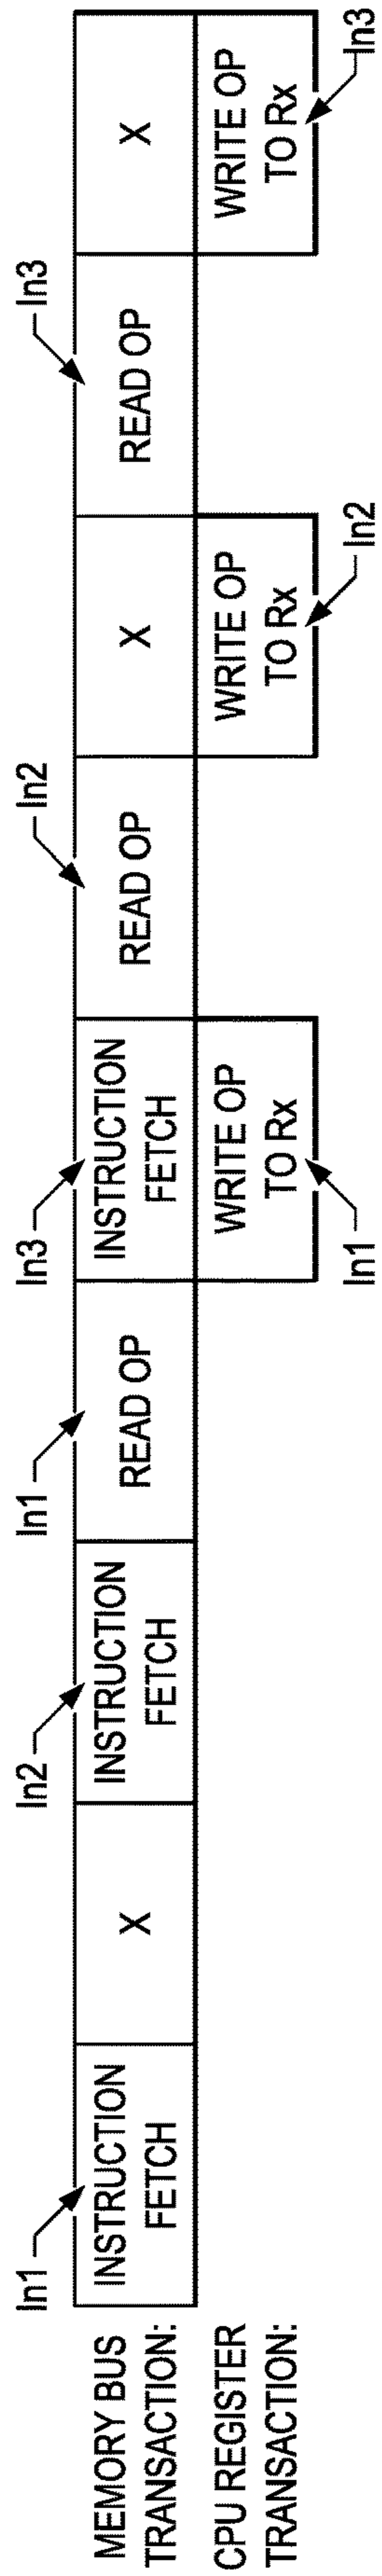 In1
In2
In1
In3
In2
In3
MEMORY BUS
TRANSACTION:
INSTRUCTION
FETCH
X
INSTRUCTION
FETCH
READ OP
INSTRUCTION
FETCH
READ OP
X
READ OP
X
CPU REGISTER
TRANSACTION:
WRITE OP
TO Rx
WRITE OP
TO Rx
WRITE OP
TO Rx
In1
In2
In3